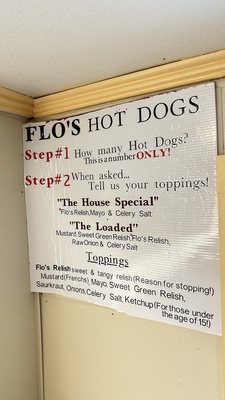 FLO'S HOT DOGS
Step#1 How many Hot Dogs?
This is a number ONLY!
Step#2 When asked...
Tell us your toppings!
"The House Special"
"Flo's Relish, Mayo & Celery Salt
"The Loaded"
Mustard, Sweet Green Relish, Flo's Relish,
Raw Onion & Celery Salt
Toppings
Flo's Relish sweet & tangy relish (Reason for stopping!)
Mustard (Frenchs), Mayo, Sweet Green Relish,
Saurkraut, Onions, Celery Salt, Ketchup (For those under
the age of 15!)